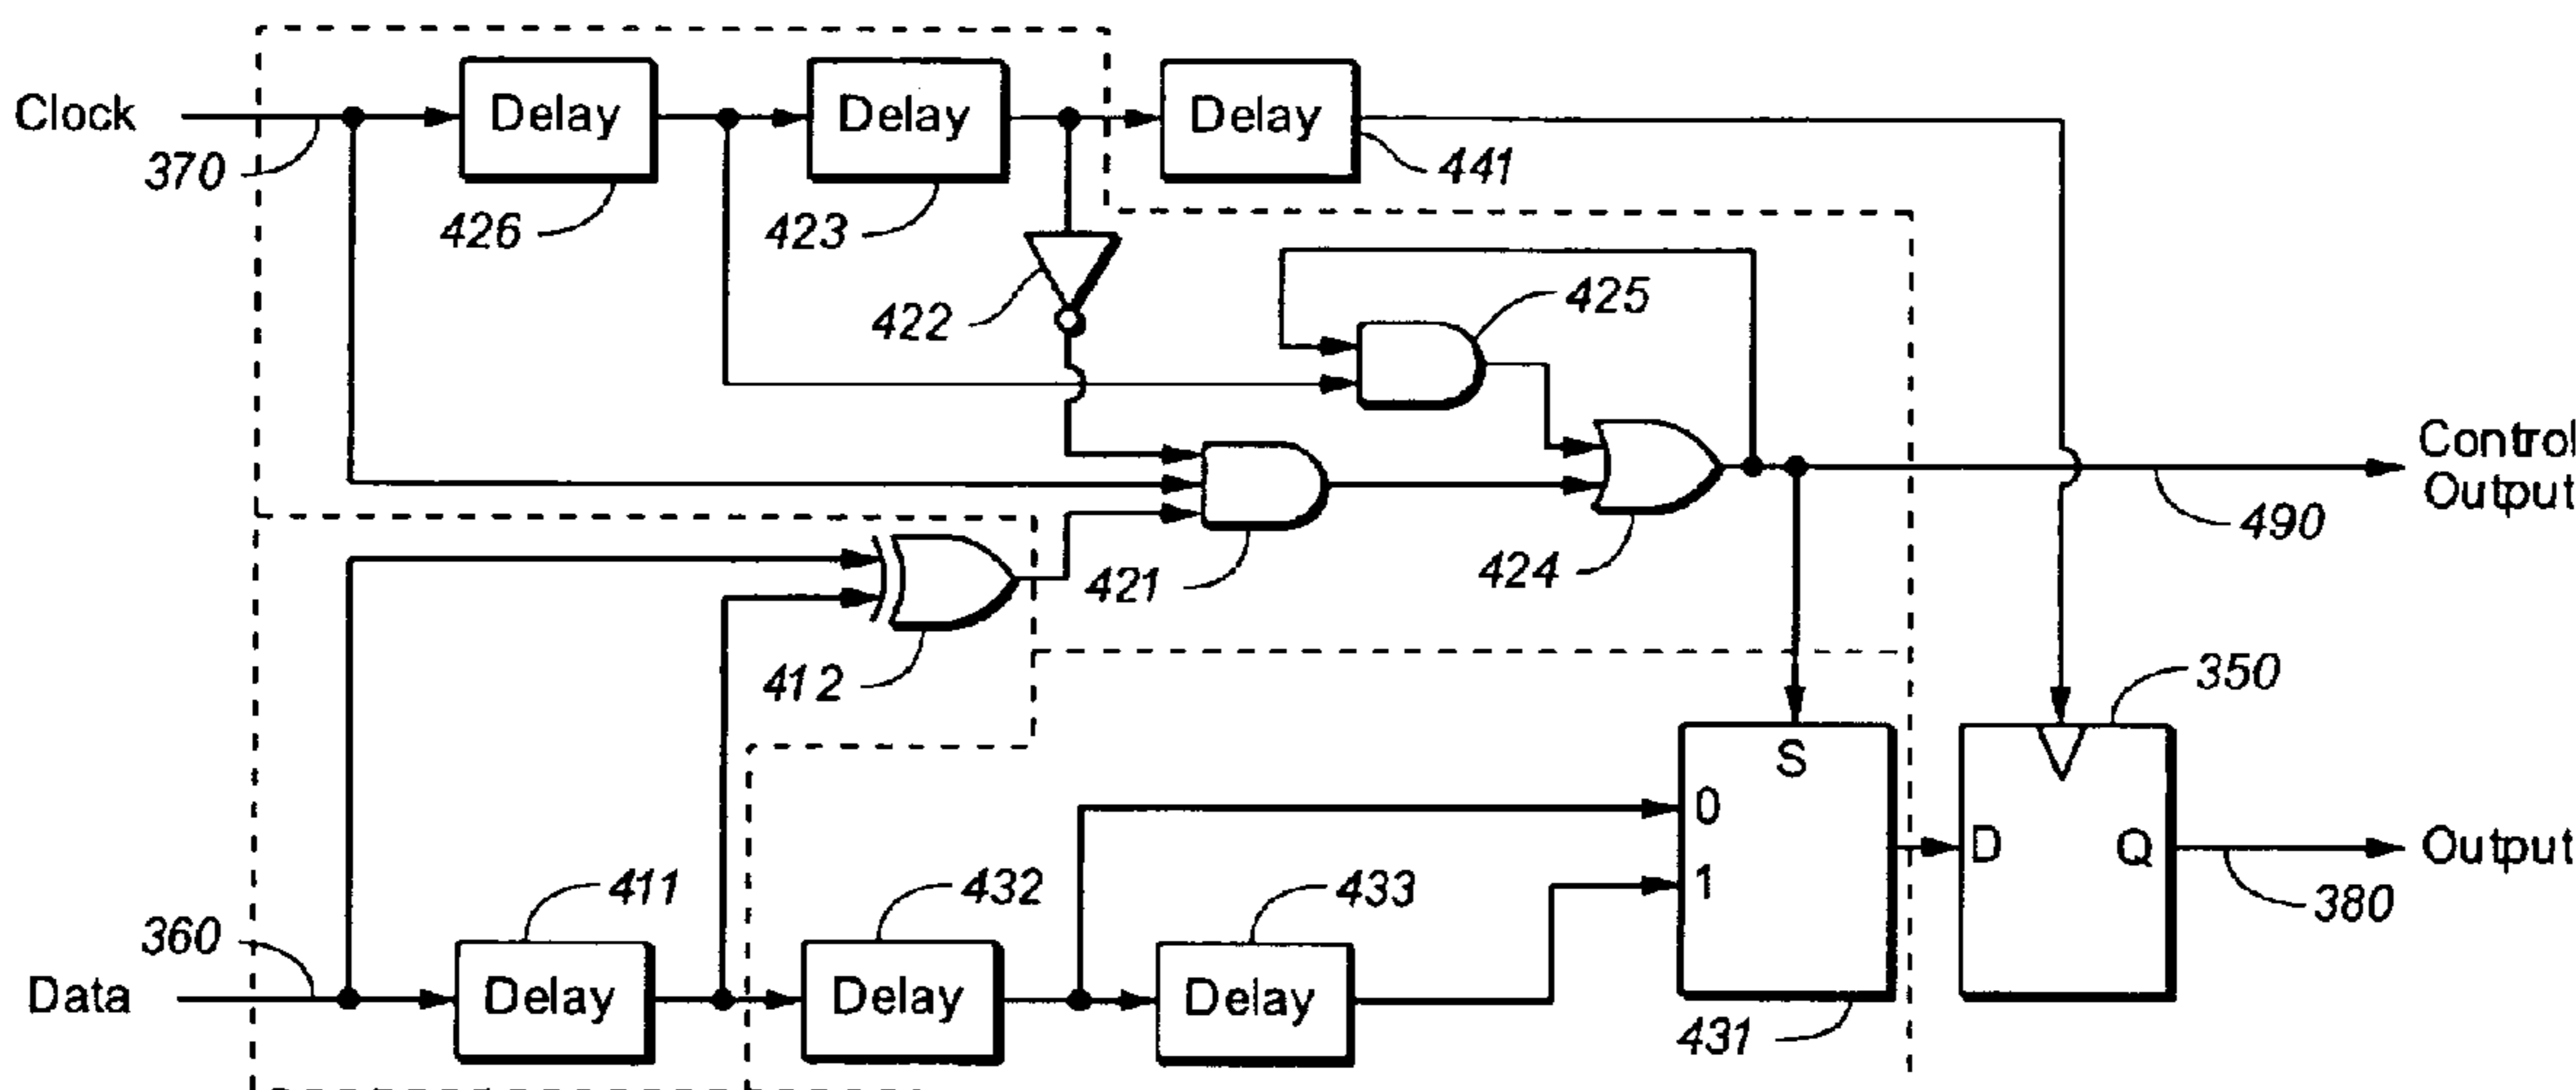 Clock
Delay
Delay
Delay
370
426
423
441
422
425
Control
Output
490
421
424
412
350
S
0
1
D
Q
Output
380
360
411
432
433
431
Data
Delay
Delay
Delay